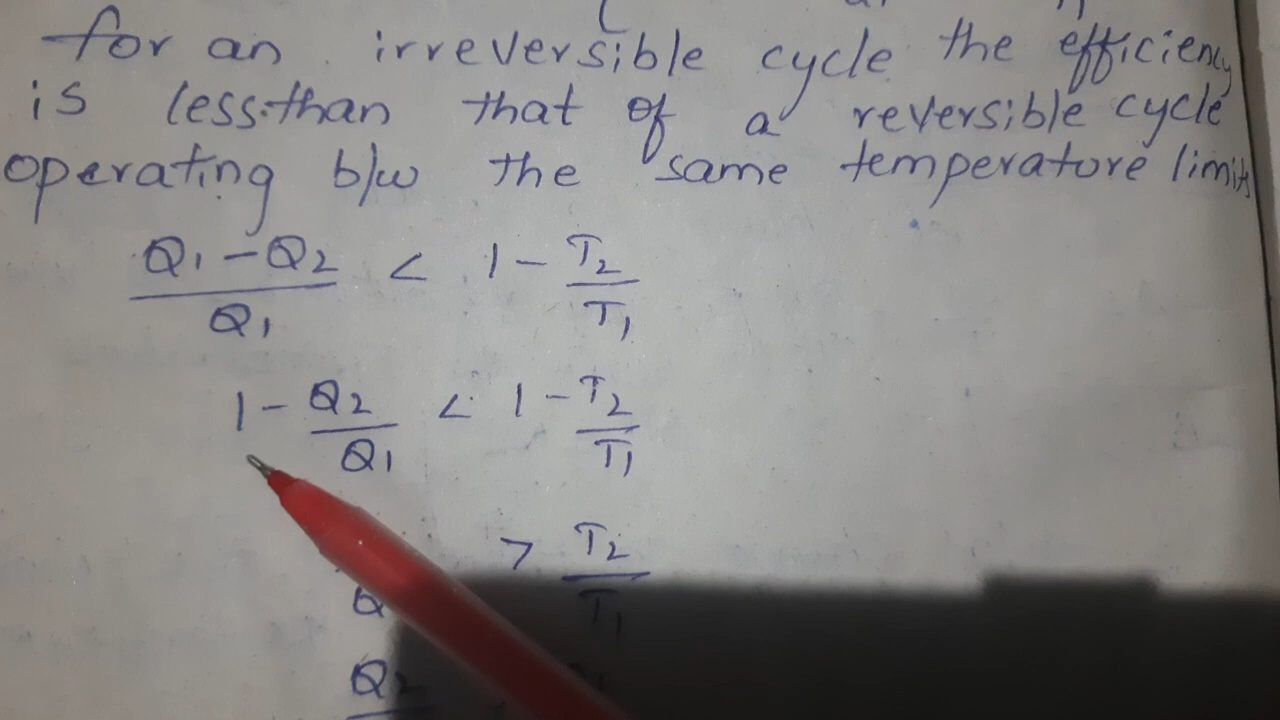 for an irreversible cycle the efficiency
is less than that of a reversible cycle
operating b/w the same temperature limits
Q1-Q2/Q1 < 1-T2/T1
1-Q2/Q1 < 1-T2/T1
> T2/T1
Q2